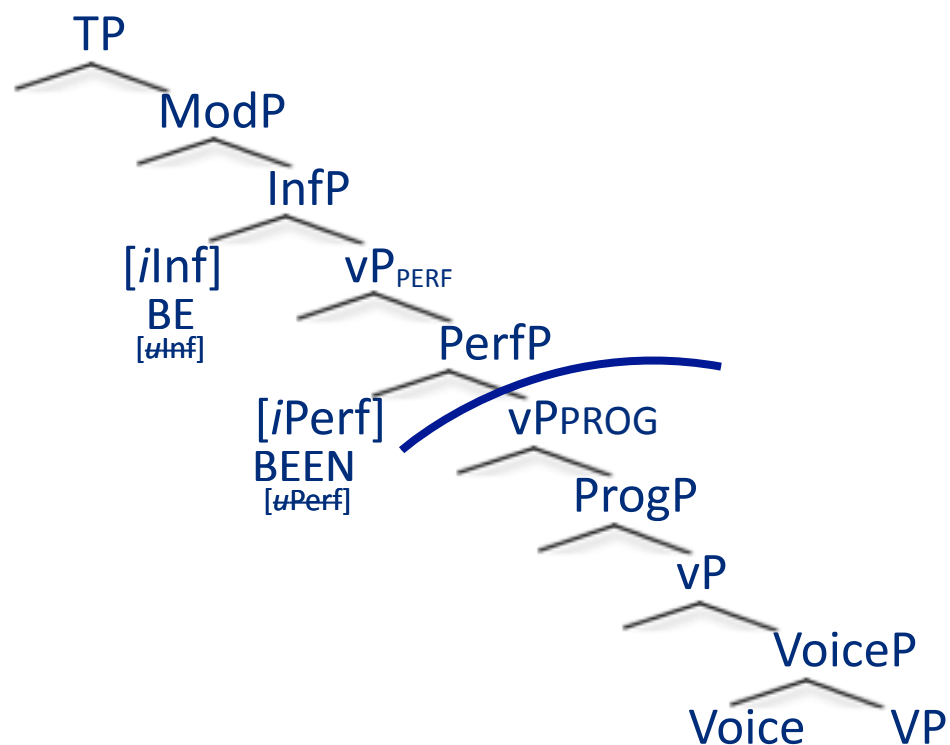 TP
ModP
InfP
[iInf]
vPPERF
BE
[uInf]
PerfP
[iPerf]
vPPROG
BEEN
[uPerf]
ProgP
vP
VoiceP
Voice
VP